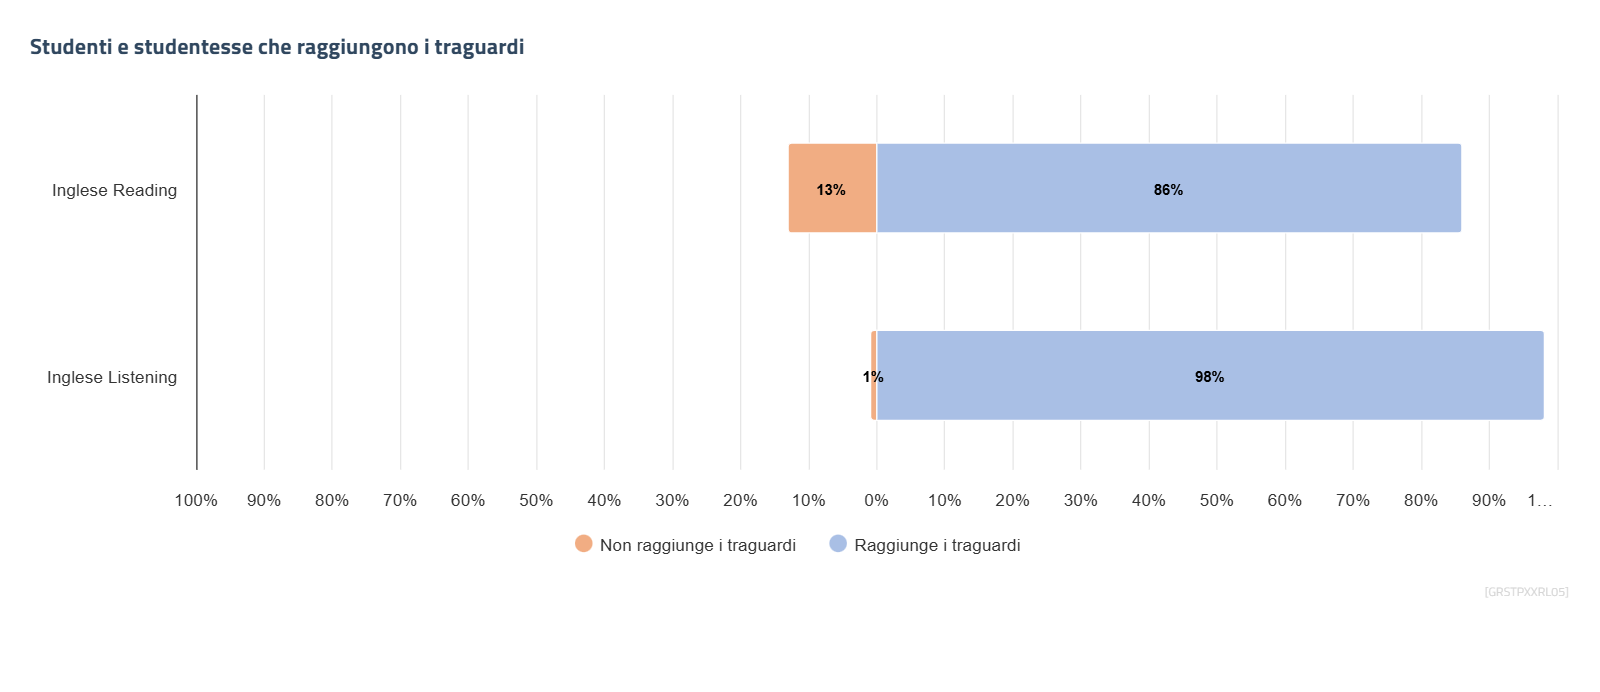 Studenti e studentesse che raggiungono i traguardi
Inglese Reading
13%
86%
Inglese Listening
1%
98%
100% 90% 80% 70% 60% 50% 40% 30% 20% 10% 0% 10% 20% 30% 40% 50% 60% 70% 80% 90% 1...
Non raggiunge i traguardi Raggiunge i traguardi
[GRSTPXXRL05]